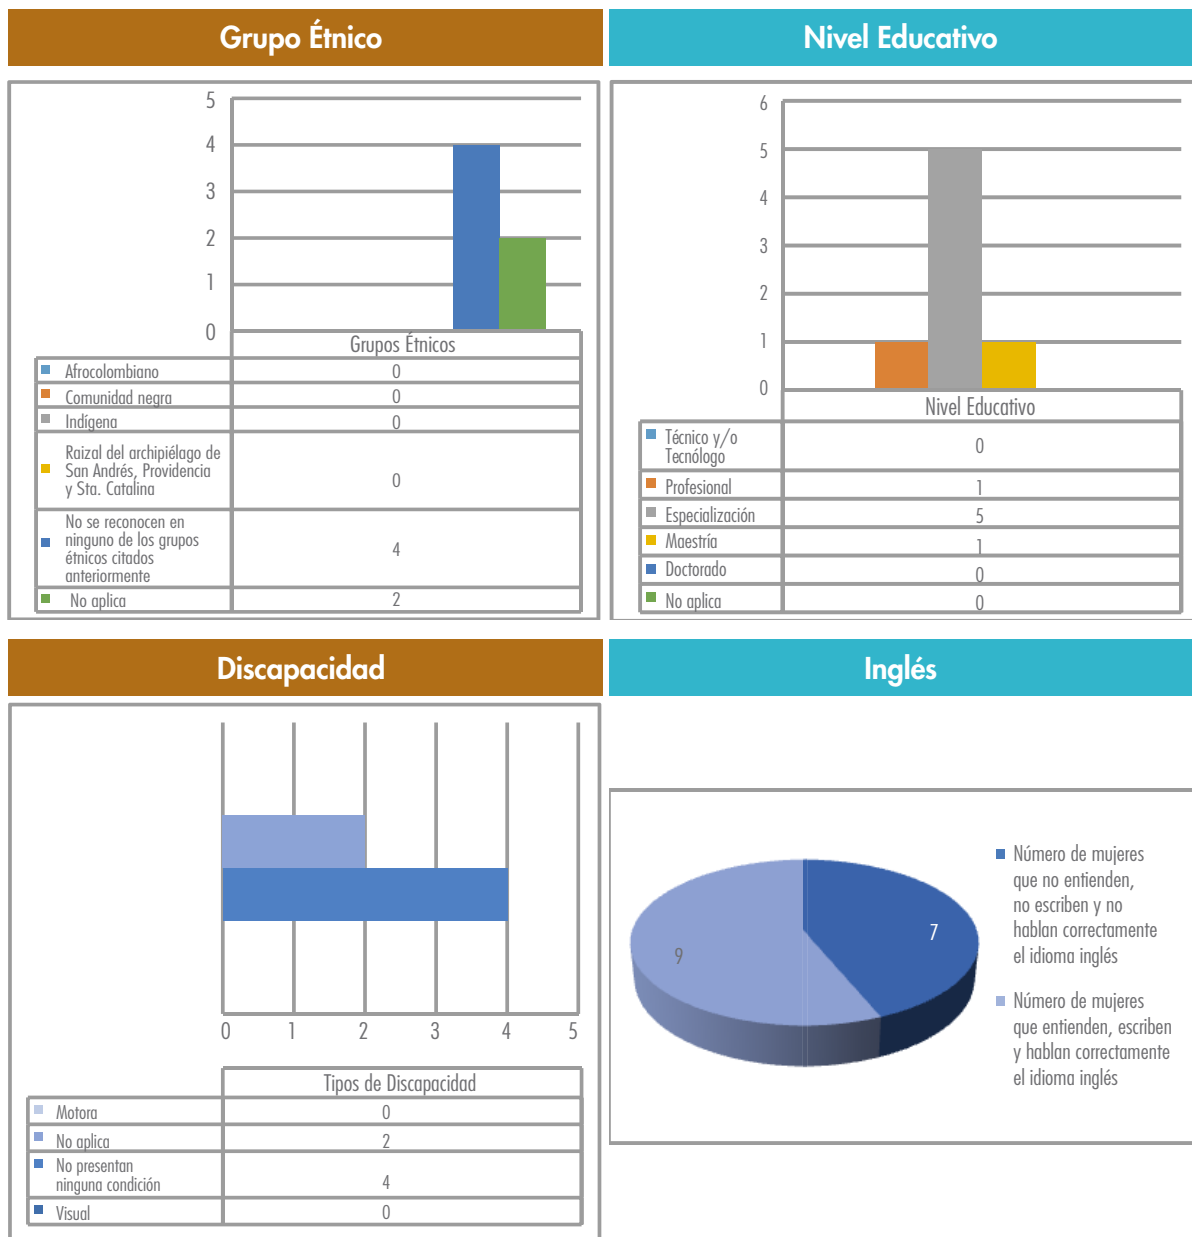 Grupo Étnico
5
4
3
2
1
0
Grupos Étnicos
Afrocolombiano 0
Comunidad negra 0
Indígena 0
Raizal del archipiélago de
San Andrés, Providencia
y Sta. Catalina
0
No se reconocen en
ninguno de los grupos
étnicos citados
anteriormente
4
No aplica 2
Nivel Educativo
6
5
4
3
2
1
0
Nivel Educativo
Técnico y/o
Tecnólogo
0
Profesional 1
Especialización 5
Maestría 1
Doctorado 0
No aplica 0
Discapacidad
0 1 2 3 4 5
Tipos de Discapacidad
Motora 0
No aplica 2
No presentan
ninguna condición
4
Visual 0
Inglés
7
9
Número de mujeres
que no entienden,
no escriben y no
hablan correctamente
el idioma inglés
Número de mujeres
que entienden, escriben
y hablan correctamente
el idioma inglés